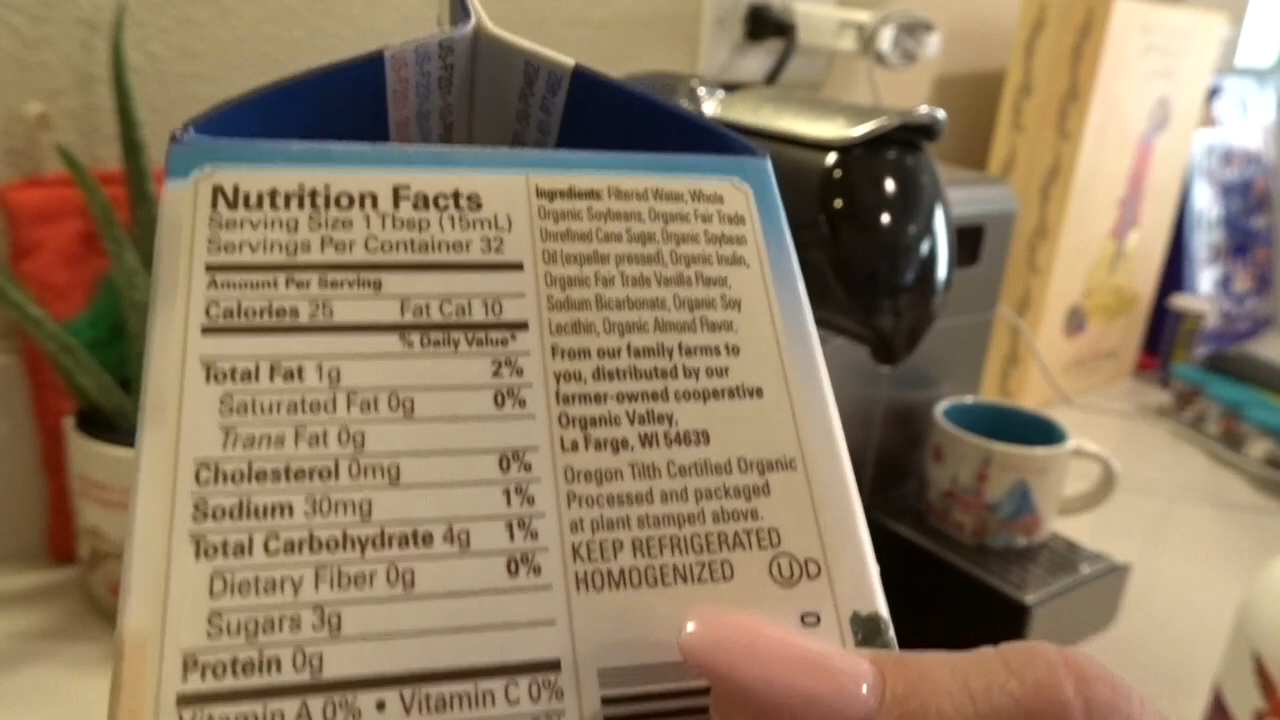 Nutrition Facts
Serving Size 1 Tbsp (15mL)
Servings Per Container 32
Amount Per Serving
Calories 25 Fat Cal 10
% Daily Value*
Total Fat 1g 2%
Saturated Fat 0g 0%
Trans Fat 0g
Cholesterol 0mg 0%
Sodium 30mg 1%
Total Carbohydrate 4g 1%
Dietary Fiber 0g 0%
Sugars 3g
Protein 0g
Vitamin A 0% • Vitamin C 0%
Ingredients: Filtered Water, Whole
Organic Soybeans, Organic Fair Trade
Unrefined Cane Sugar, Organic Soybean
Oil (expeller pressed), Organic Inulin,
Organic Fair Trade Vanilla Flavor,
Sodium Bicarbonate, Organic Soy
Lecithin, Organic Almond Flavor.
From our family farms to
you, distributed by our
farmer-owned cooperative
Organic Valley,
La Farge, WI 54639
Oregon Tilth Certified Organic
Processed and packaged
at plant stamped above.
KEEP REFRIGERATED
HOMOGENIZED ⓊD